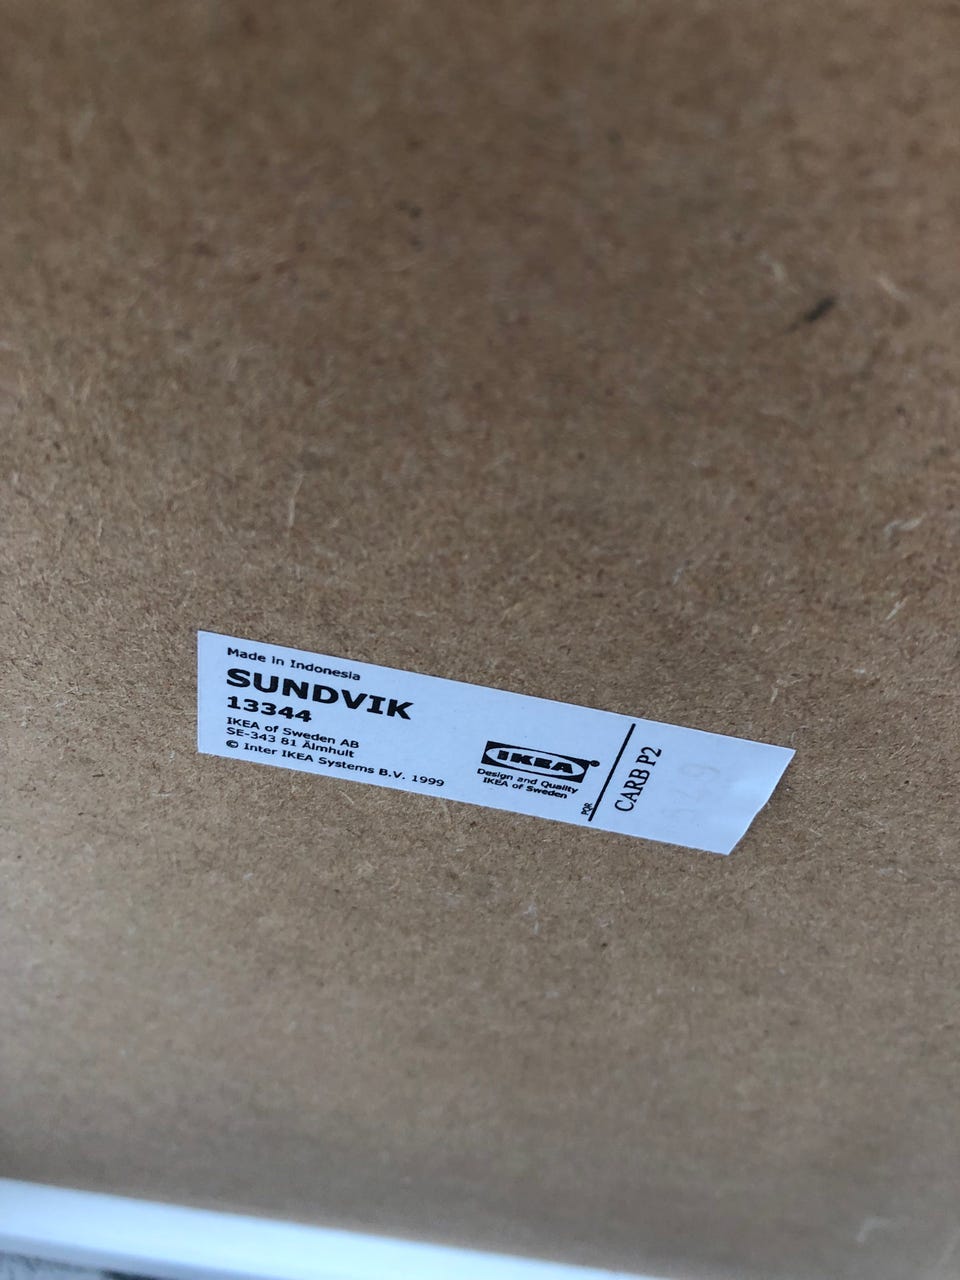 Made in Indonesia
SUNDVIK
13344
IKEA of Sweden AB
SE-343 81 Älmhult
© Inter IKEA Systems B.V. 1999
IKEA®
Design and Quality
IKEA of Sweden
PQR
CARB P2